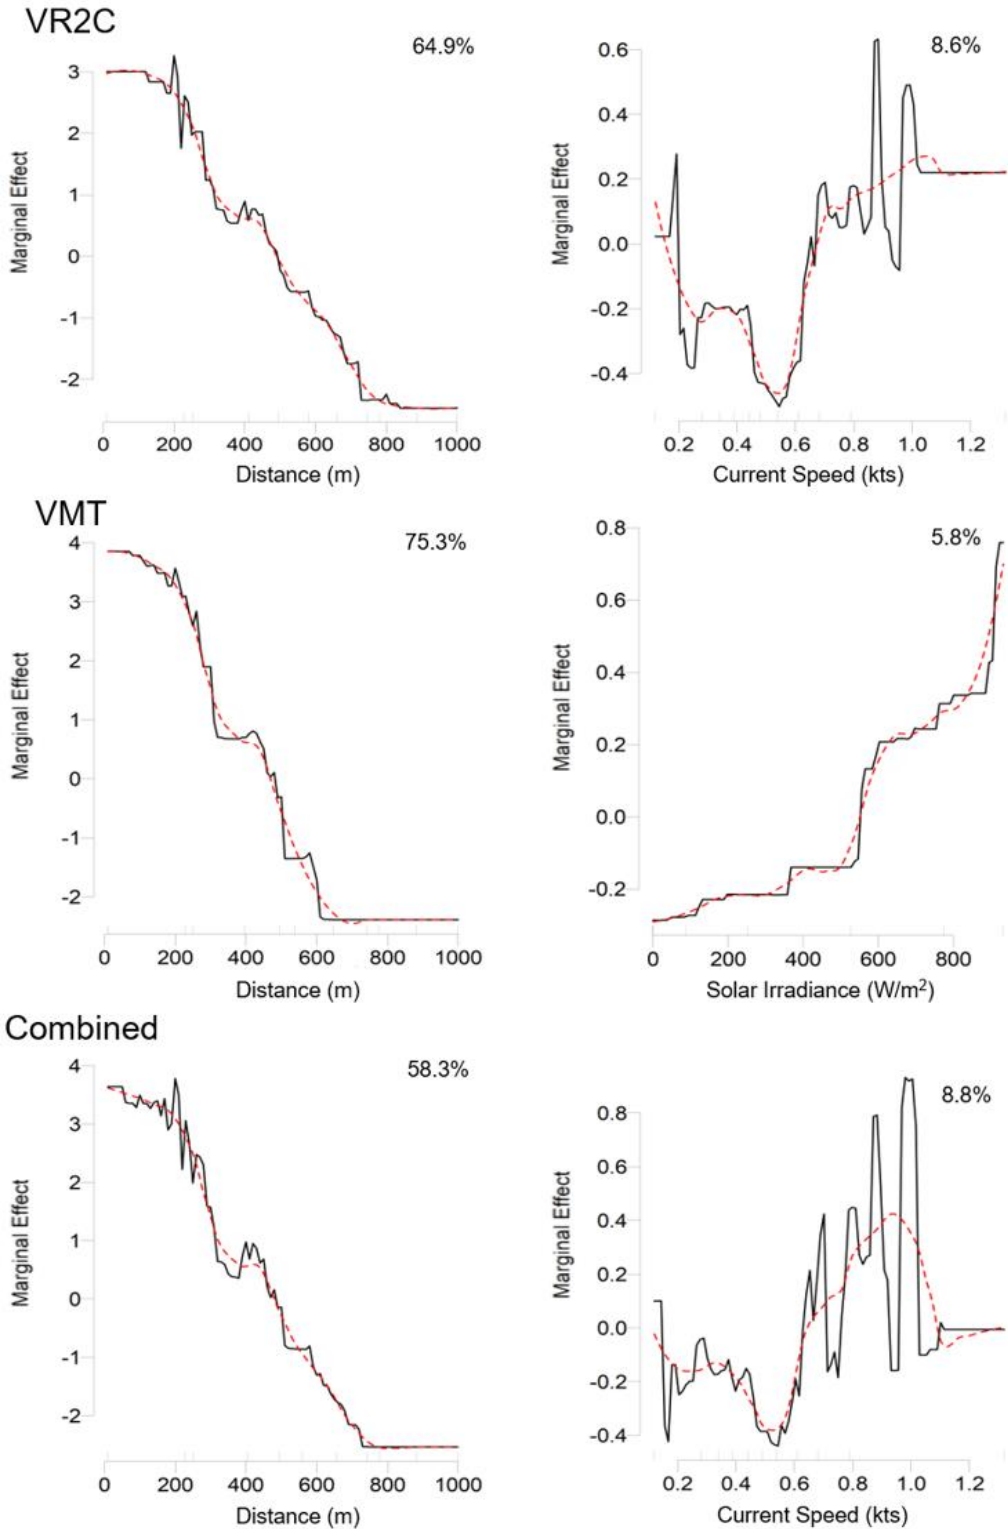 VR2C
64.9%
3
2
1
0
-1
-2
Marginal Effect
0 200 400 600 800 1000
Distance (m)
8.6%
0.6
0.4
0.2
0.0
-0.2
-0.4
Marginal Effect
0.2 0.4 0.6 0.8 1.0 1.2
Current Speed (kts)
VMT
75.3%
4
3
2
1
0
-1
-2
Marginal Effect
0 200 400 600 800 1000
Distance (m)
5.8%
0.8
0.6
0.4
0.2
0.0
-0.2
Marginal Effect
0 200 400 600 800
Solar Irradiance (W/m²)
Combined
58.3%
4
3
2
1
0
-1
-2
Marginal Effect
0 200 400 600 800 1000
Distance (m)
8.8%
0.8
0.6
0.4
0.2
0.0
-0.2
-0.4
Marginal Effect
0.2 0.4 0.6 0.8 1.0 1.2
Current Speed (kts)